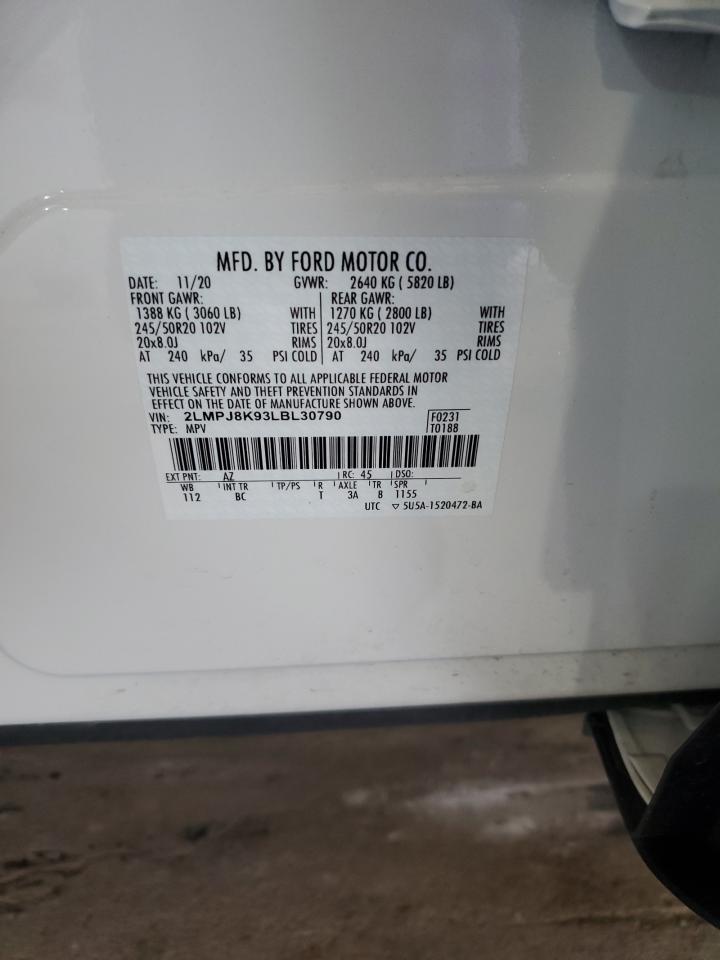 MFD. BY FORD MOTOR CO.
DATE: 11/20 GVWR: 2640 KG ( 5820 LB)
FRONT GAWR: REAR GAWR:
1388 KG ( 3060 LB) WITH 1270 KG ( 2800 LB) WITH
245/50R20 102V TIRES 245/50R20 102V TIRES
20x8.0J RIMS 20x8.0J RIMS
AT 240 kPa/ 35 PSI COLD AT 240 kPa/ 35 PSI COLD
THIS VEHICLE CONFORMS TO ALL APPLICABLE FEDERAL MOTOR
VEHICLE SAFETY AND THEFT PREVENTION STANDARDS IN
EFFECT ON THE DATE OF MANUFACTURE SHOWN ABOVE.
VIN: 2LMPJ8K93LBL30790 F0231
TYPE: MPV T0188
EXT PNT: AZ RC: 45 DSO:
WB INT TR TP/PS R AXLE TR SPR
112 BC T 3A 8 1155
UTC ▽ 5U5A-1520472-BA